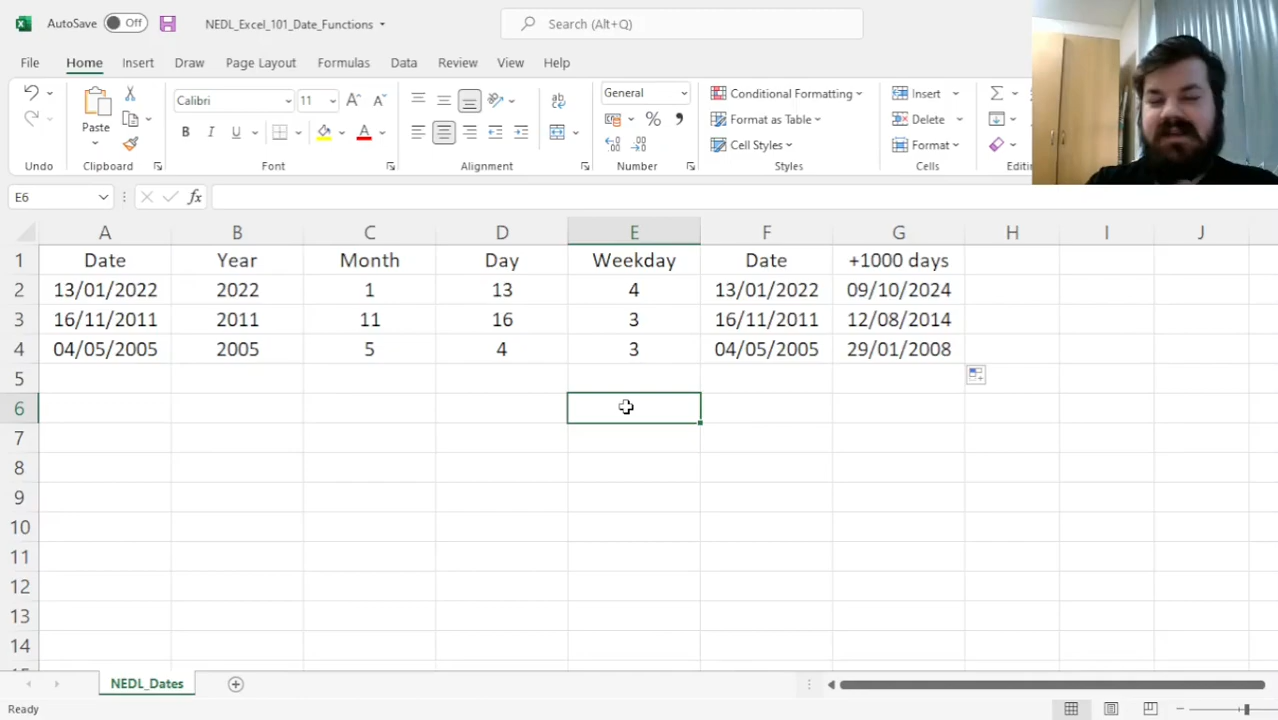 AutoSave Off NEDL_Excel_101_Date_Functions Search (Alt+Q)
File Home Insert Draw Page Layout Formulas Data Review View Help
Calibri 11 General Conditional Formatting Insert
Paste B I U A ab % Format as Table Delete
Cell Styles Format
Undo Clipboard Font Alignment Number Styles Cells Editin
E6 fx
A B C D E F G H I J
1 Date Year Month Day Weekday Date +1000 days
2 13/01/2022 2022 1 13 4 13/01/2022 09/10/2024
3 16/11/2011 2011 11 16 3 16/11/2011 12/08/2014
4 04/05/2005 2005 5 4 3 04/05/2005 29/01/2008
5
6
7
8
9
10
11
12
13
14
NEDL_Dates
Ready